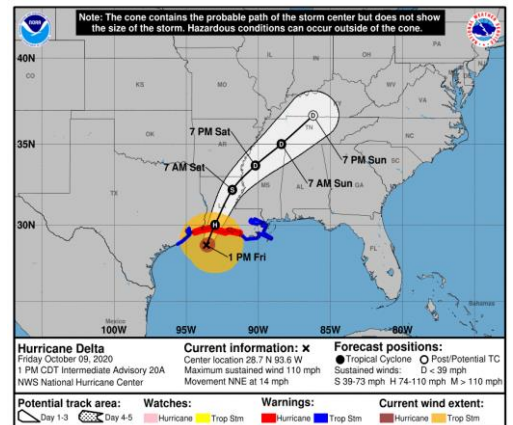 Note: The cone contains the probable path of the storm center but does not show
the size of the storm. Hazardous conditions can occur outside of the cone.
NOAA
40N
35N
30N
CO
KS
MO
IL
IN
OH
PA
NJ
WV
VA
KY
OK
AR
TN
NC
SC
TX
MS
AL
GA
FL
Mexico
Bahamas
7 PM Sat
7 AM Sat
7 PM Sun
7 AM Sun
1 PM Fri
D
D
D
S
H
100W
95W
90W
85W
80W
Hurricane Delta
Friday October 09, 2020
1 PM CDT Intermediate Advisory 20A
NWS National Hurricane Center
Current information: x
Center location 28.7 N 93.6 W
Maximum sustained wind 110 mph
Movement NNE at 14 mph
Forecast positions:
Tropical Cyclone Post/Potential TC
Sustained winds: D < 39 mph
S 39-73 mph H 74-110 mph M > 110 mph
Potential track area:
Day 1-3 Day 4-5
Watches:
Hurricane Trop Stm
Warnings:
Hurricane Trop Stm
Current wind extent:
Hurricane Trop Stm